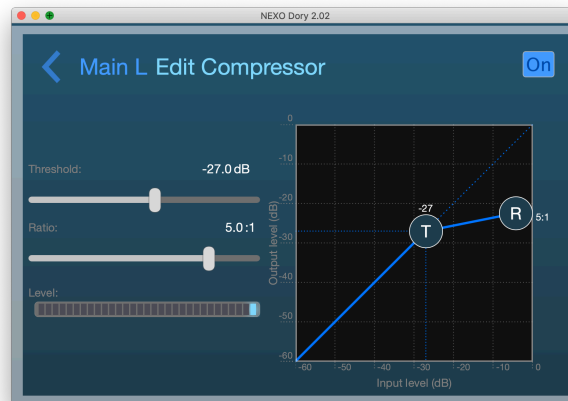 NEXO Dory 2.02
Main L Edit Compressor
On
Threshold: -27.0 dB
Ratio: 5.0:1
Level:
0
-10
-20
-30
-40
-50
-60
Output level (dB)
-27
T
R
5:1
-60 -50 -40 -30 -20 -10 0
Input level (dB)